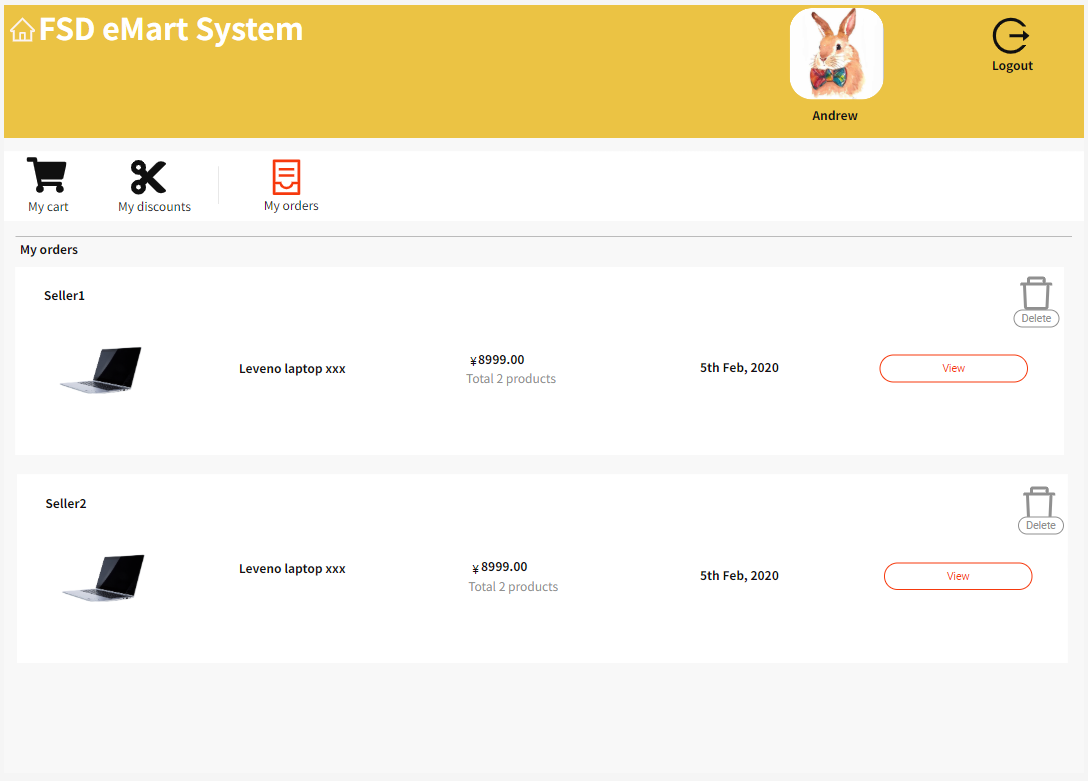 FSD eMart System
Logout
Andrew
My cart
My discounts
My orders
My orders
Seller1
Delete
Leveno laptop xxx
¥8999.00
Total 2 products
5th Feb, 2020
View
Seller2
Delete
Leveno laptop xxx
¥8999.00
Total 2 products
5th Feb, 2020
View